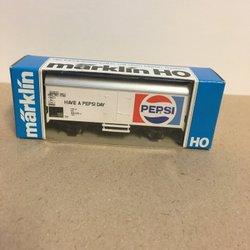 märklin HO
märklin
HAVE A PEPSI DAY
PEPSI
HO